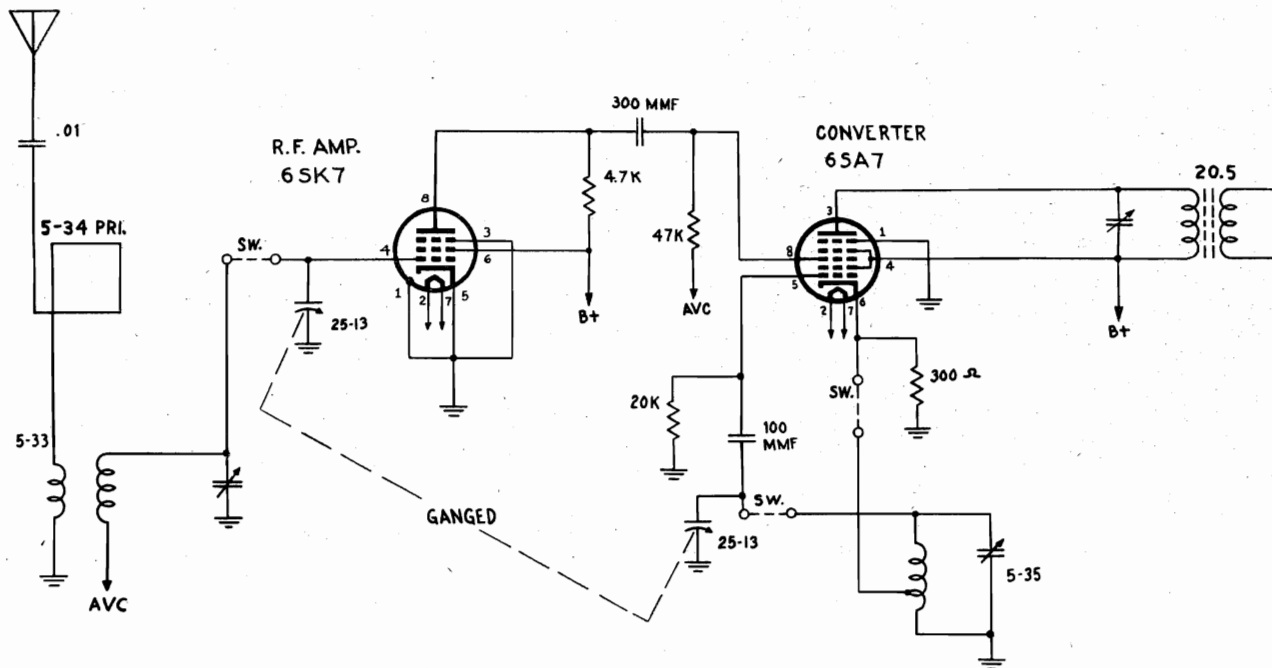 .01
5-34 PRI.
5-33
AVC
SW.
25-13
R.F. AMP.
6SK7
8
4
3
6
1
2
7
5
GANGED
300 MMF
4.7K
B+
47K
AVC
CONVERTER
6SA7
3
1
8
4
5
2
7
6
20K
100
MMF
25-13
SW.
SW.
300 Ω
5-35
20.5
B+